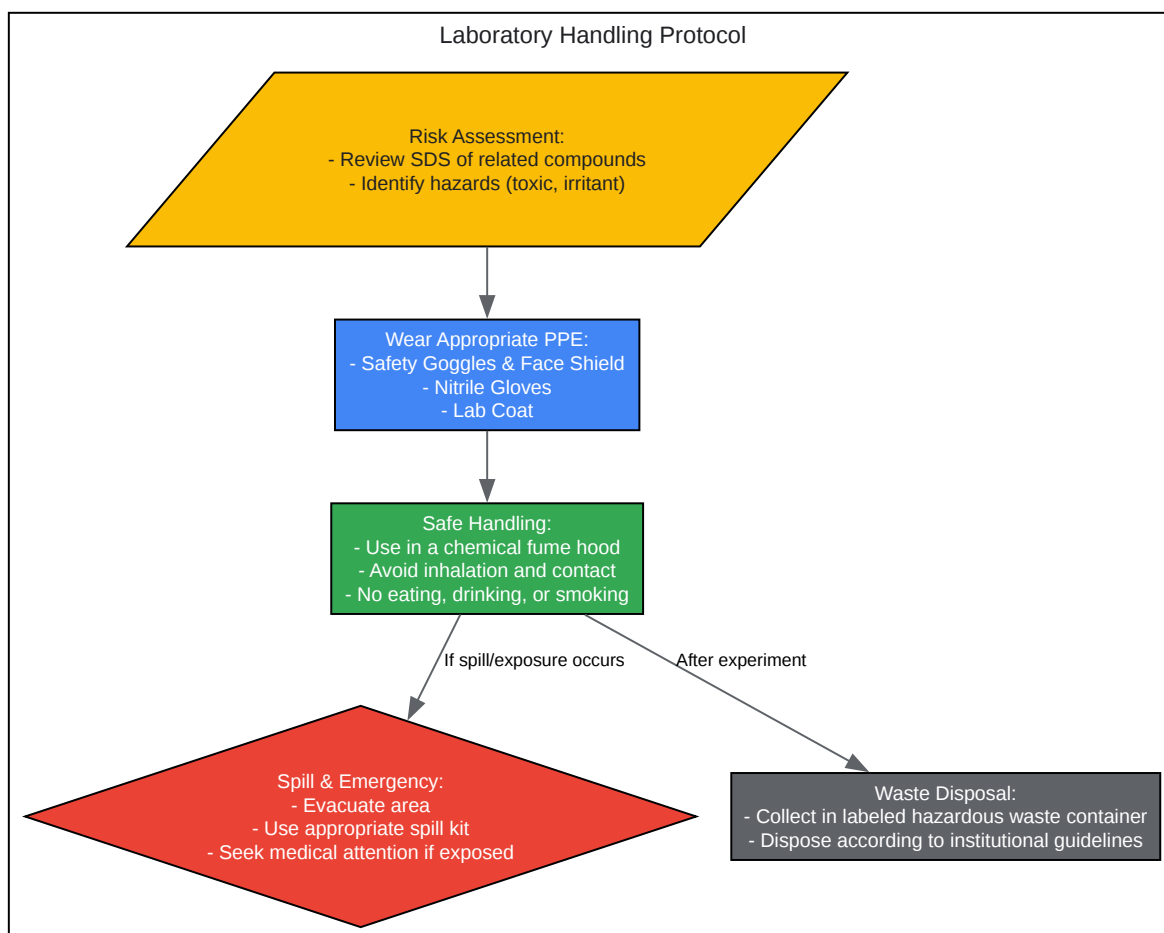 Laboratory Handling Protocol
Risk Assessment:
- Review SDS of related compounds
- Identify hazards (toxic, irritant)
Wear Appropriate PPE:
- Safety Goggles & Face Shield
- Nitrile Gloves
- Lab Coat
Safe Handling:
- Use in a chemical fume hood
- Avoid inhalation and contact
- No eating, drinking, or smoking
If spill/exposure occurs
After experiment
Spill & Emergency:
- Evacuate area
- Use appropriate spill kit
- Seek medical attention if exposed
Waste Disposal:
- Collect in labeled hazardous waste container
- Dispose according to institutional guidelines